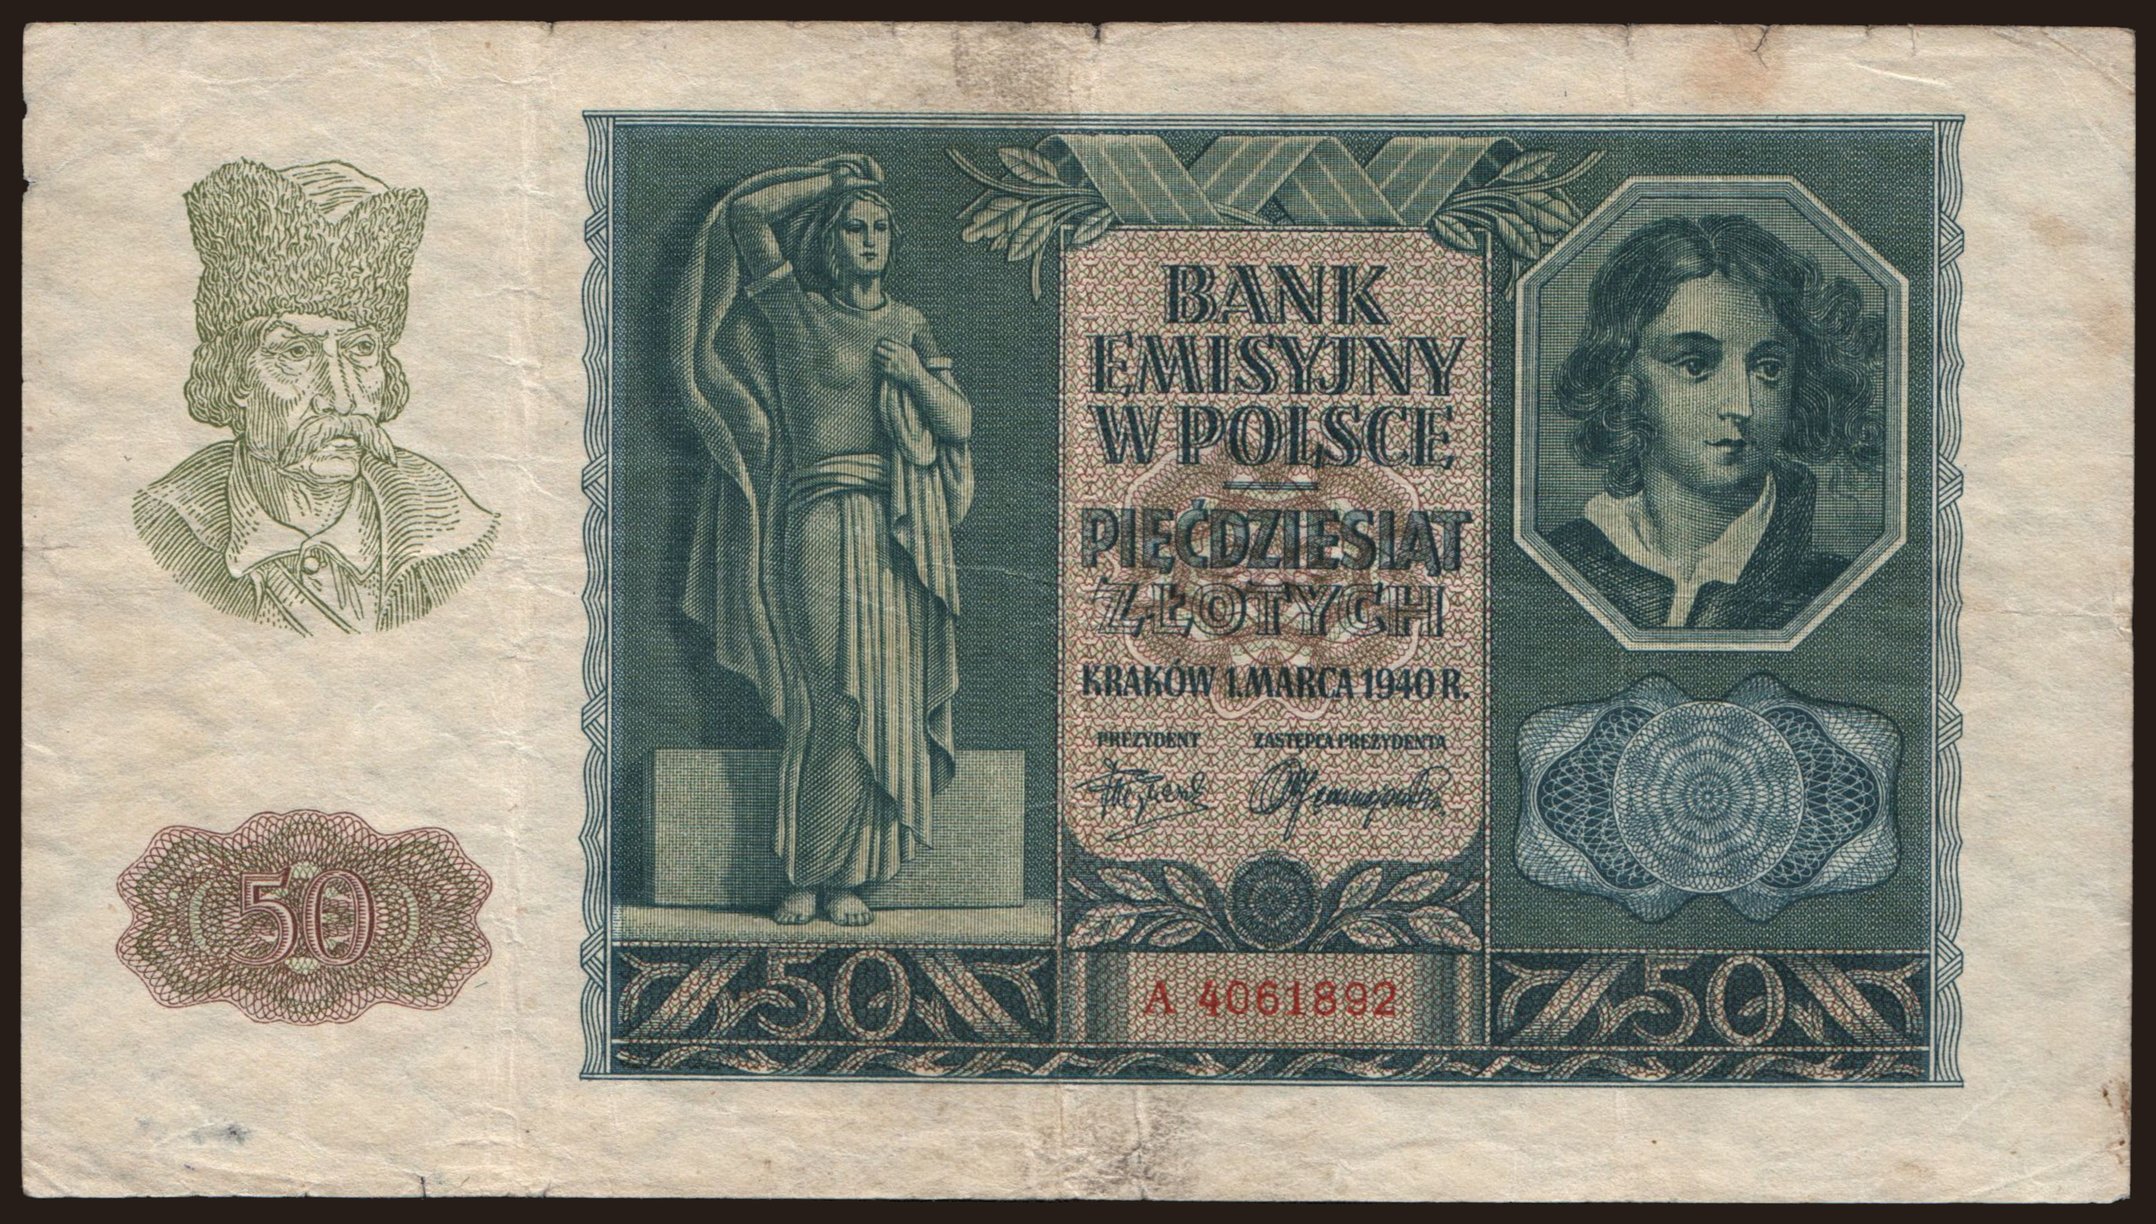 BANK
EMISYJNY
W POLSCE
PIĘĆDZIESIĄT
ZŁOTYCH
KRAKÓW 1. MARCA 1940 R.
PREZYDENT ZASTĘPCA PREZYDENTA
50
50 A 4061892 50